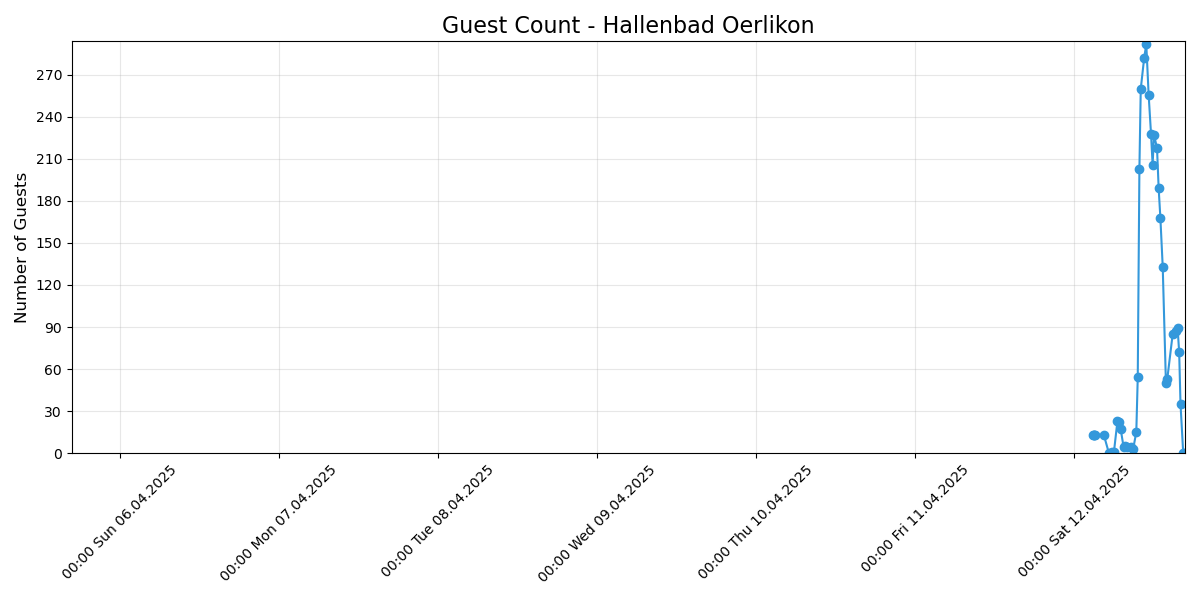 Guest Count - Hallenbad Oerlikon
Number of Guests
270
240
210
180
150
120
90
60
30
0
00:00 Sun 06.04.2025
00:00 Mon 07.04.2025
00:00 Tue 08.04.2025
00:00 Wed 09.04.2025
00:00 Thu 10.04.2025
00:00 Fri 11.04.2025
00:00 Sat 12.04.2025